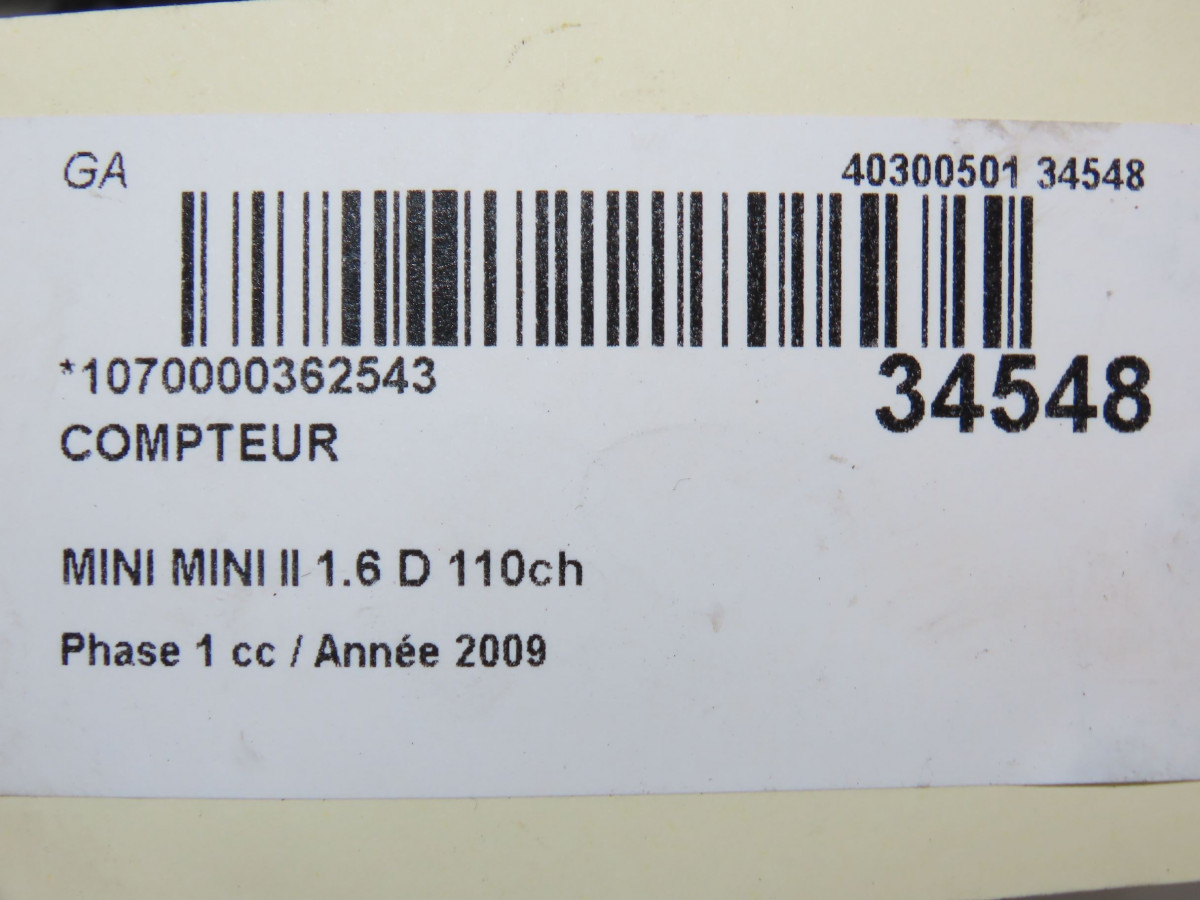 GA
40300501 34548
*1070000362543
34548
COMPTEUR
MINI MINI II 1.6 D 110ch
Phase 1 cc / Année 2009